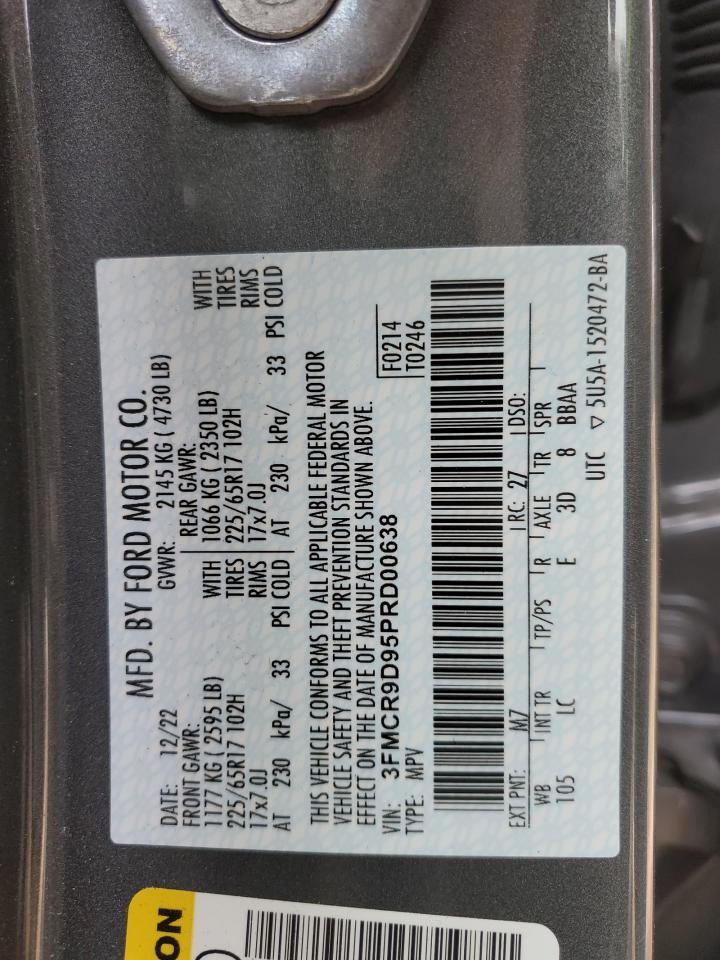 MFD. BY FORD MOTOR CO.
DATE: 12/22 GVWR: 2145 KG ( 4730 LB)
FRONT GAWR: REAR GAWR:
1177 KG ( 2595 LB) WITH 1066 KG ( 2350 LB) WITH
225/65R17 102H TIRES 225/65R17 102H TIRES
17x7.0J RIMS 17x7.0J RIMS
AT 230 kPa/ 33 PSI COLD AT 230 kPa/ 33 PSI COLD
THIS VEHICLE CONFORMS TO ALL APPLICABLE FEDERAL MOTOR
VEHICLE SAFETY AND THEFT PREVENTION STANDARDS IN
EFFECT ON THE DATE OF MANUFACTURE SHOWN ABOVE.
VIN: 3FMCR9D95PRD00638 F0214
TYPE: MPV T0246
EXT PNT: M7 RC: 27 DSO:
WB INT TR TP/PS R AXLE TR SPR
105 LC E 3D 8 BBAA
UTC ▽ 5U5A-1520472-BA
ON